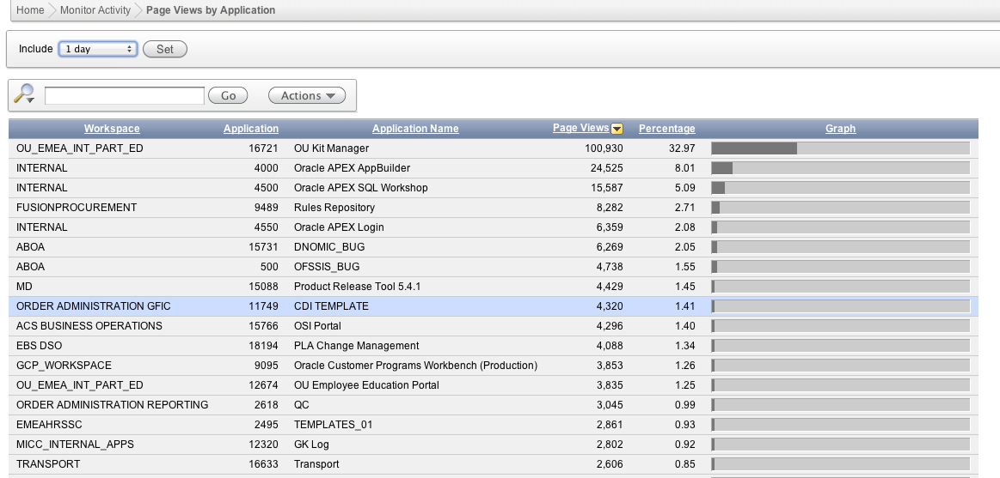 Home Monitor Activity Page Views by Application
Include 1 day Set
Go Actions
Workspace Application Application Name Page Views Percentage Graph
OU_EMEA_INT_PART_ED 16721 OU Kit Manager 100,930 32.97
INTERNAL 4000 Oracle APEX AppBuilder 24,525 8.01
INTERNAL 4500 Oracle APEX SQL Workshop 15,587 5.09
FUSIONPROCUREMENT 9489 Rules Repository 8,282 2.71
INTERNAL 4550 Oracle APEX Login 6,359 2.08
ABOA 15731 DNOMIC_BUG 6,269 2.05
ABOA 500 OFSSIS_BUG 4,738 1.55
MD 15088 Product Release Tool 5.4.1 4,429 1.45
ORDER ADMINISTRATION GFIC 11749 CDI TEMPLATE 4,320 1.41
ACS BUSINESS OPERATIONS 15766 OSI Portal 4,296 1.40
EBS DSO 18194 PLA Change Management 4,088 1.34
GCP_WORKSPACE 9095 Oracle Customer Programs Workbench (Production) 3,853 1.26
OU_EMEA_INT_PART_ED 12674 OU Employee Education Portal 3,835 1.25
ORDER ADMINISTRATION REPORTING 2618 QC 3,045 0.99
EMEAHRSSC 2495 TEMPLATES_01 2,861 0.93
MICC_INTERNAL_APPS 12320 GK Log 2,802 0.92
TRANSPORT 16633 Transport 2,606 0.85